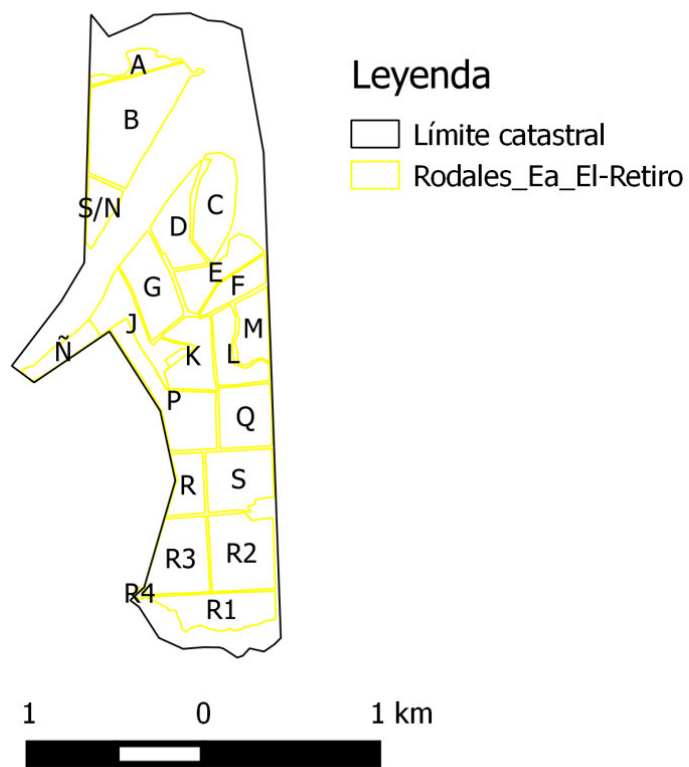 Leyenda
Límite catastral
Rodales_Ea_El-Retiro
A
B
S/N
C
D
E
F
G
M
J
Ñ
K
L
P
Q
R
S
R3
R2
R4
R1
1 0 1 km